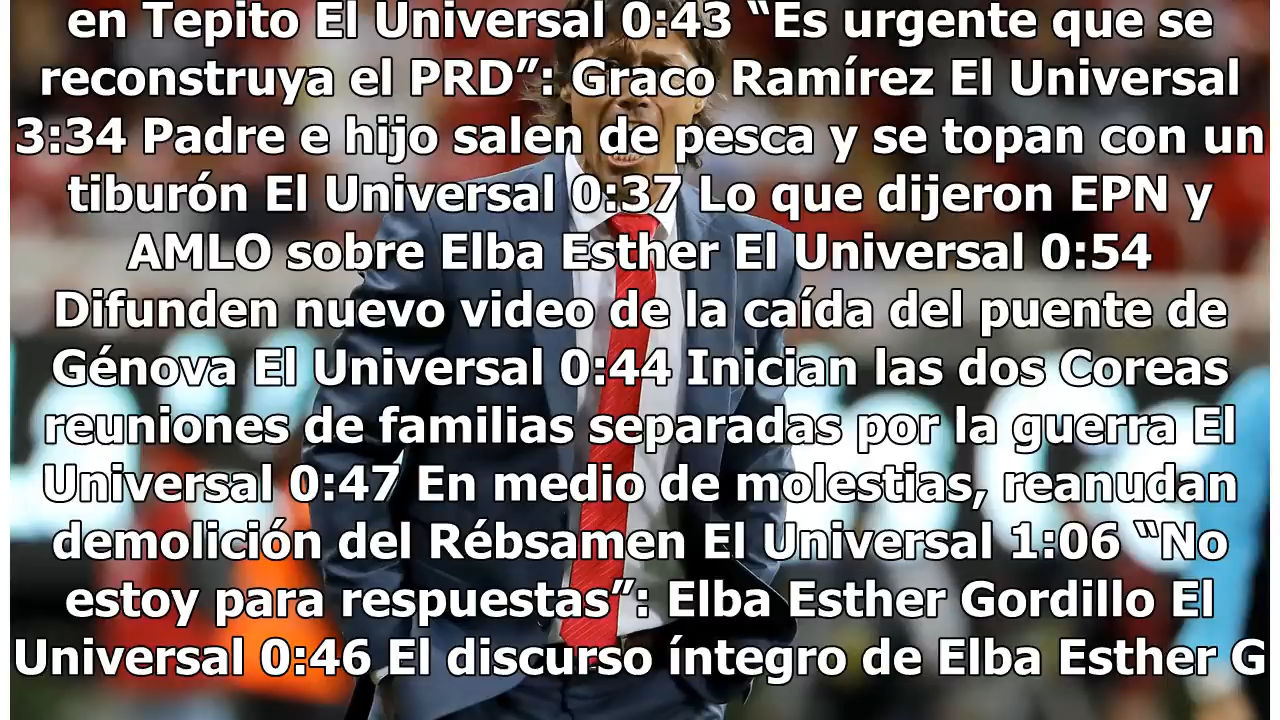 en Tepito El Universal 0:43 “Es urgente que se
reconstruya el PRD”: Graco Ramírez El Universal
3:34 Padre e hijo salen de pesca y se topan con un
tiburón El Universal 0:37 Lo que dijeron EPN y
AMLO sobre Elba Esther El Universal 0:54
Difunden nuevo video de la caída del puente de
Génova El Universal 0:44 Inician las dos Coreas
reuniones de familias separadas por la guerra El
Universal 0:47 En medio de molestias, reanudan
demolición del Rébsamen El Universal 1:06 “No
estoy para respuestas”: Elba Esther Gordillo El
Universal 0:46 El discurso íntegro de Elba Esther G